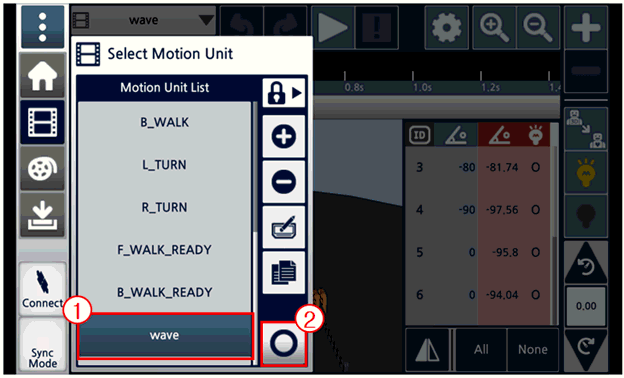 wave
Select Motion Unit
Motion Unit List
B_WALK
L_TURN
R_TURN
F_WALK_READY
B_WALK_READY
wave
1
2
Connect
Sync
Mode
0.8s
1.0s
1.2s
1.4
ID
3 -80 -81,74 O
4 -90 -97,56 O
5 0 -95,8 O
6 0 -94,04 O
All
None
0,00